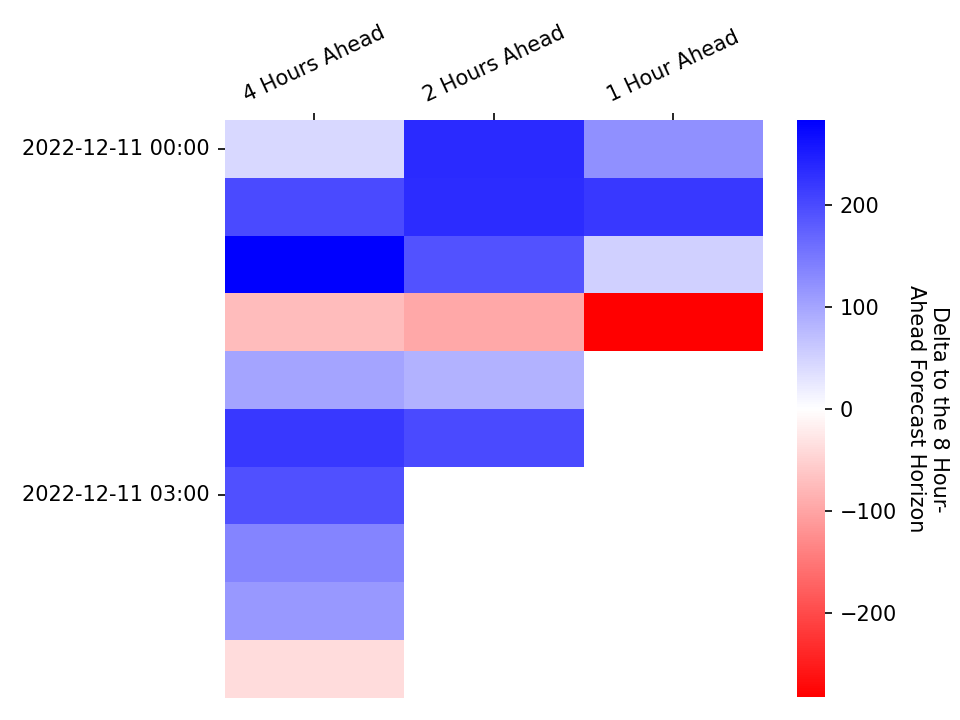 4 Hours Ahead
2 Hours Ahead
1 Hour Ahead
2022-12-11 00:00
2022-12-11 03:00
200
100
0
−100
−200
Delta to the 8 Hour-
Ahead Forecast Horizon